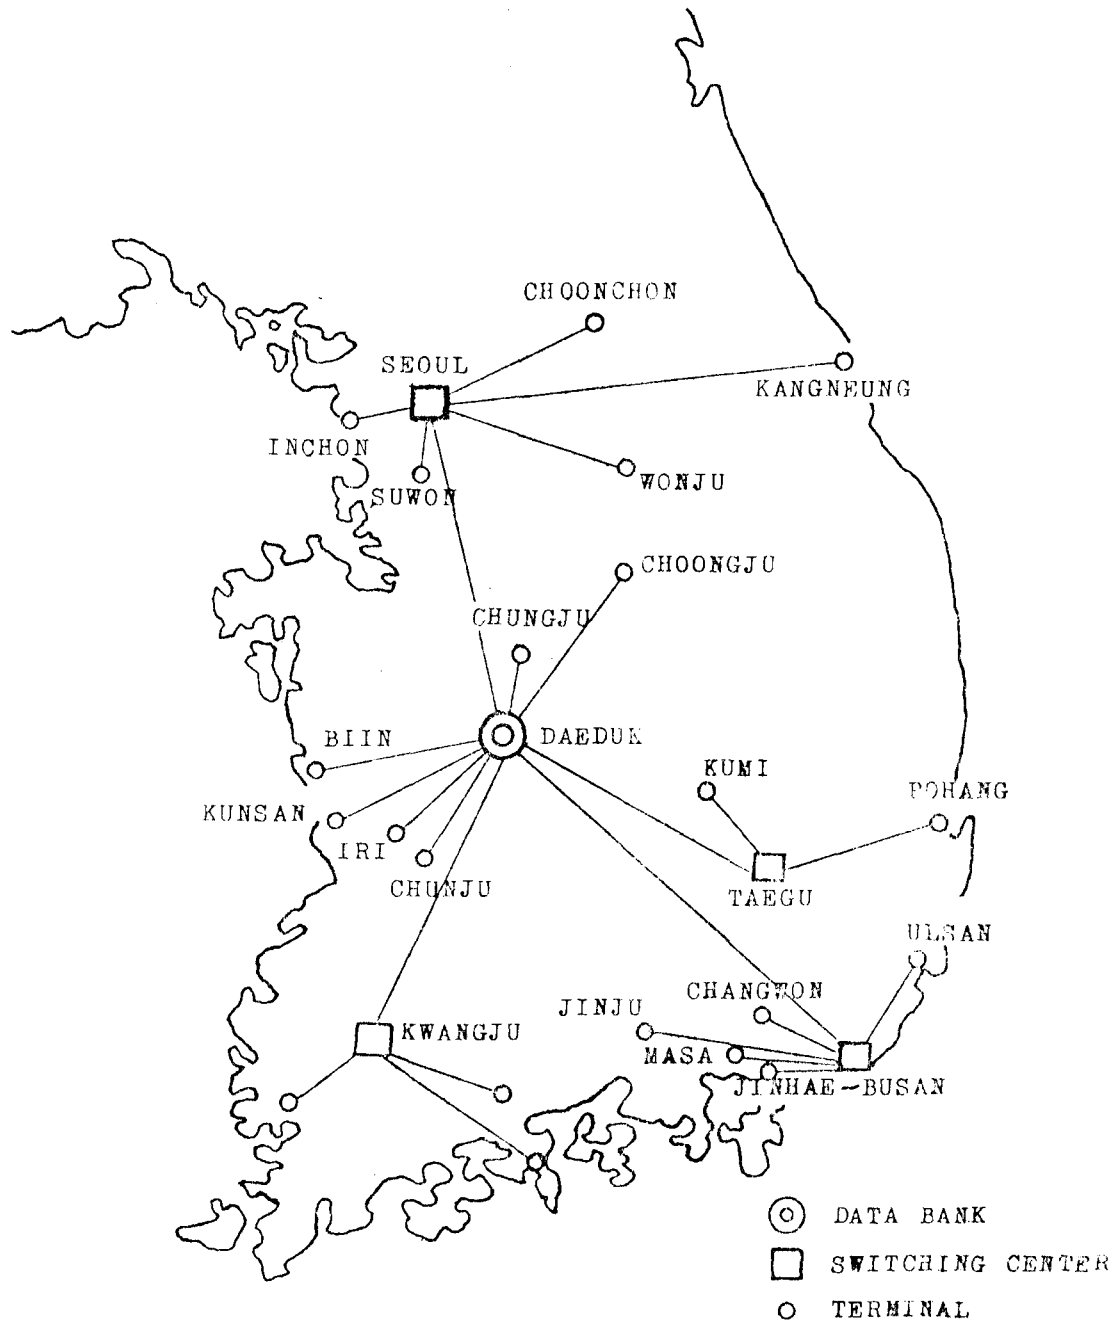 CHOONCHON
SEOUL
KANGNEUNG
INCHON
WONJU
SUWON
CHOONGJU
CHUNGJU
BIIN
DAEDUK
KUMI
POHANG
KUNSAN
IRI
CHUNJU
TAEGU
ULSAN
CHANGWON
JINJU
KWANGJU
MASA
JINHAE-BUSAN
DATA BANK
SWITCHING CENTER
TERMINAL